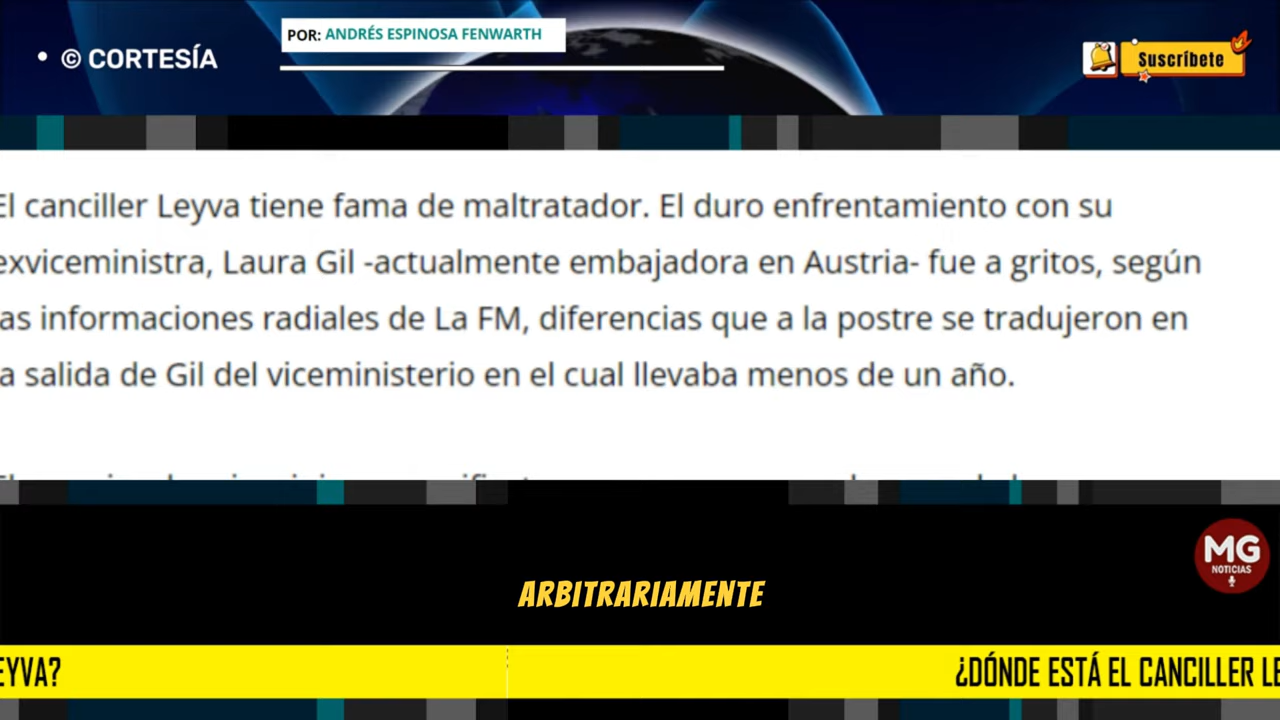 POR: ANDRÉS ESPINOSA FENWARTH
• © CORTESÍA
Suscríbete
El canciller Leyva tiene fama de maltratador. El duro enfrentamiento con su
exviceministra, Laura Gil -actualmente embajadora en Austria- fue a gritos, según
as informaciones radiales de La FM, diferencias que a la postre se tradujeron en
a salida de Gil del viceministerio en el cual llevaba menos de un año.
MG
NOTICIAS
ARBITRARIAMENTE
EYVA? ¿DÓNDE ESTÁ EL CANCILLER LE